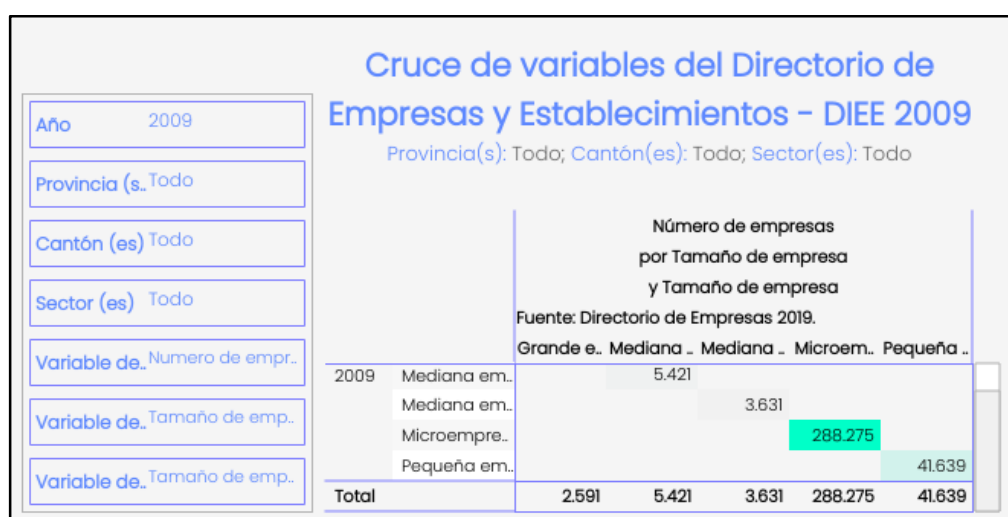 Cruce de variables del Directorio de
Empresas y Establecimientos - DIEE 2009
Provincia(s): Todo; Cantón(es): Todo; Sector(es): Todo
Año 2009
Provincia (s.. Todo
Cantón (es) Todo
Sector (es) Todo
Variable de.. Numero de empr..
Variable de.. Tamaño de emp..
Variable de.. Tamaño de emp..
Número de empresas
por Tamaño de empresa
y Tamaño de empresa
Fuente: Directorio de Empresas 2019.
Grande e.. Mediana .. Mediana .. Microem.. Pequeña ..
2009 Mediana em.. 5.421
Mediana em.. 3.631
Microempre.. 288.275
Pequeña em.. 41.639
Total 2.591 5.421 3.631 288.275 41.639